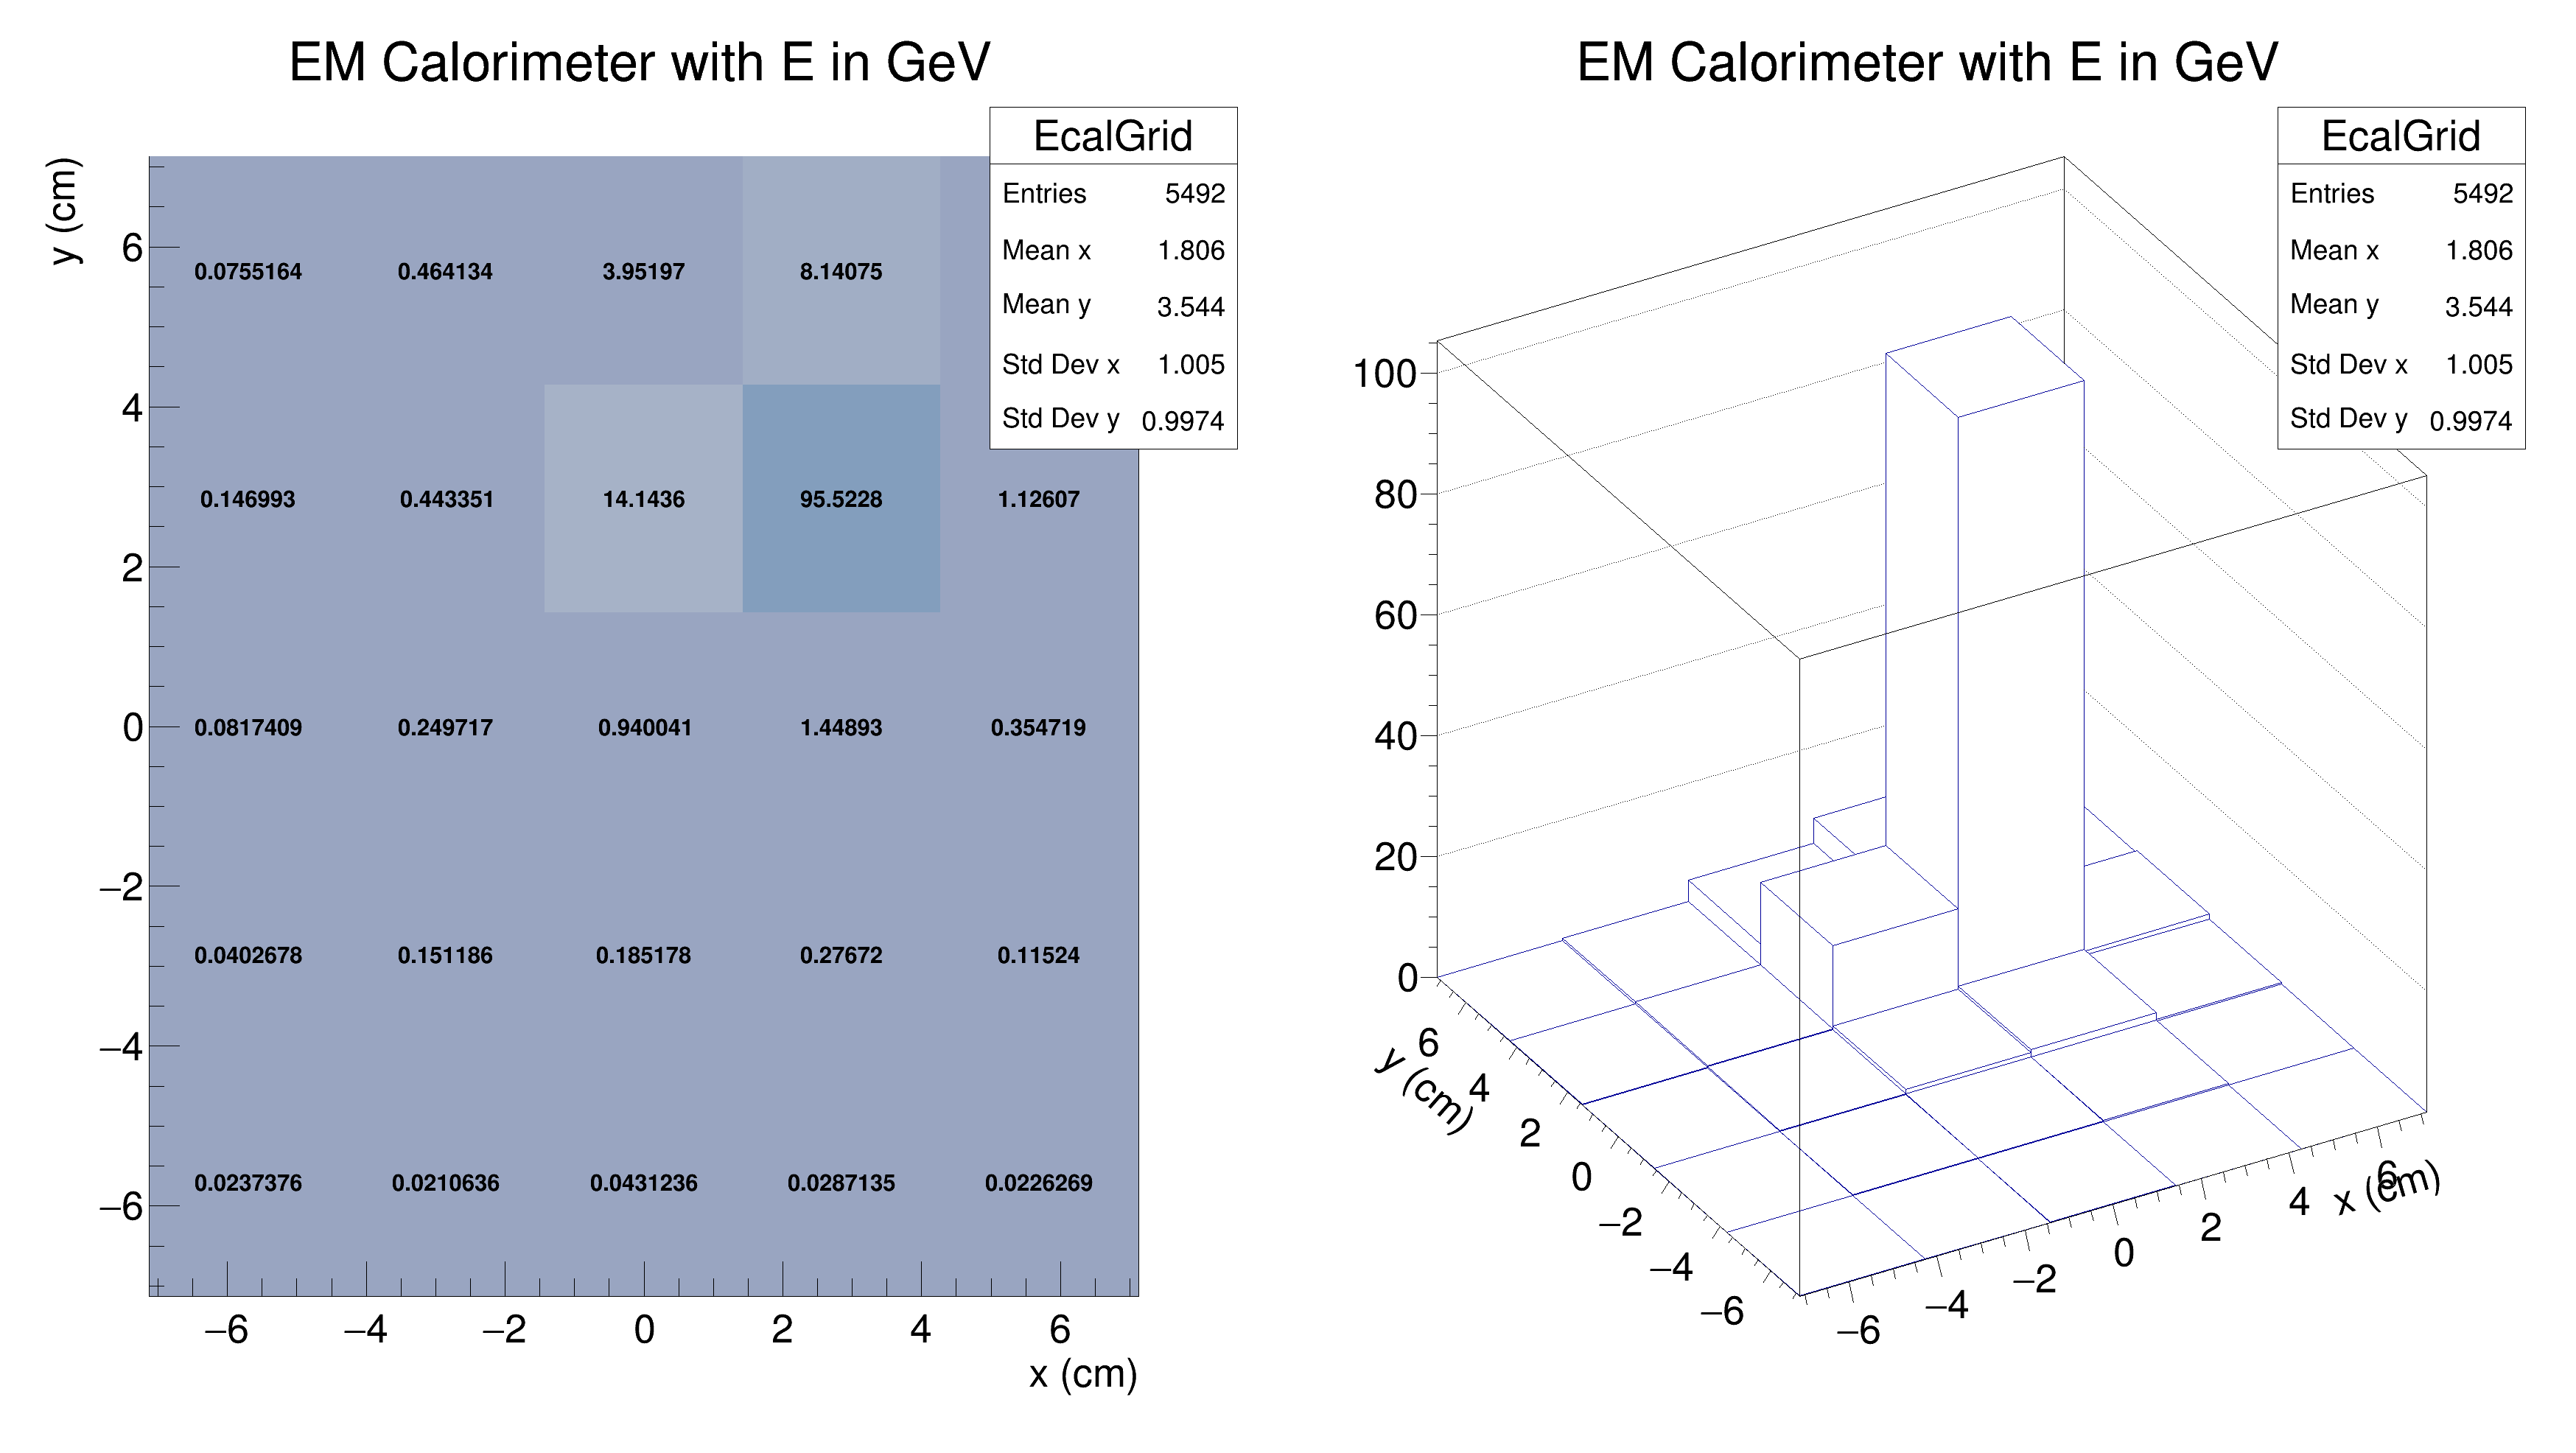 EM Calorimeter with E in GeV
EcalGrid
Entries 5492
Mean x 1.806
Mean y 3.544
Std Dev x 1.005
Std Dev y 0.9974
y (cm)
6
4
2
0
−2
−4
−6
0.0755164 0.464134 3.95197 8.14075
0.146993 0.443351 14.1436 95.5228 1.12607
0.0817409 0.249717 0.940041 1.44893 0.354719
0.0402678 0.151186 0.185178 0.27672 0.11524
0.0237376 0.0210636 0.0431236 0.0287135 0.0226269
−6 −4 −2 0 2 4 6
x (cm)
EM Calorimeter with E in GeV
EcalGrid
Entries 5492
Mean x 1.806
Mean y 3.544
Std Dev x 1.005
Std Dev y 0.9974
100
80
60
40
20
0
6
4
2
0
−2
−4
−6
y (cm)
−6 −4 −2 0 2 4 6
x (cm)